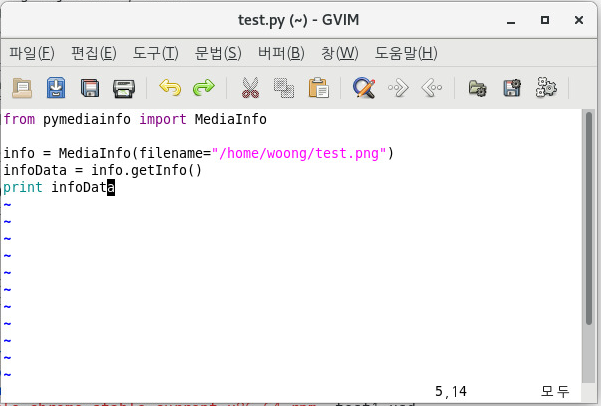 test.py (~) - GVIM
파일(F) 편집(E) 도구(T) 문법(S) 버퍼(B) 창(W) 도움말(H)
from pymediainfo import MediaInfo
info = MediaInfo(filename="/home/woong/test.png")
infoData = info.getInfo()
print infoData
~
~
~
~
~
~
~
~
~
~
~
5,14 모두